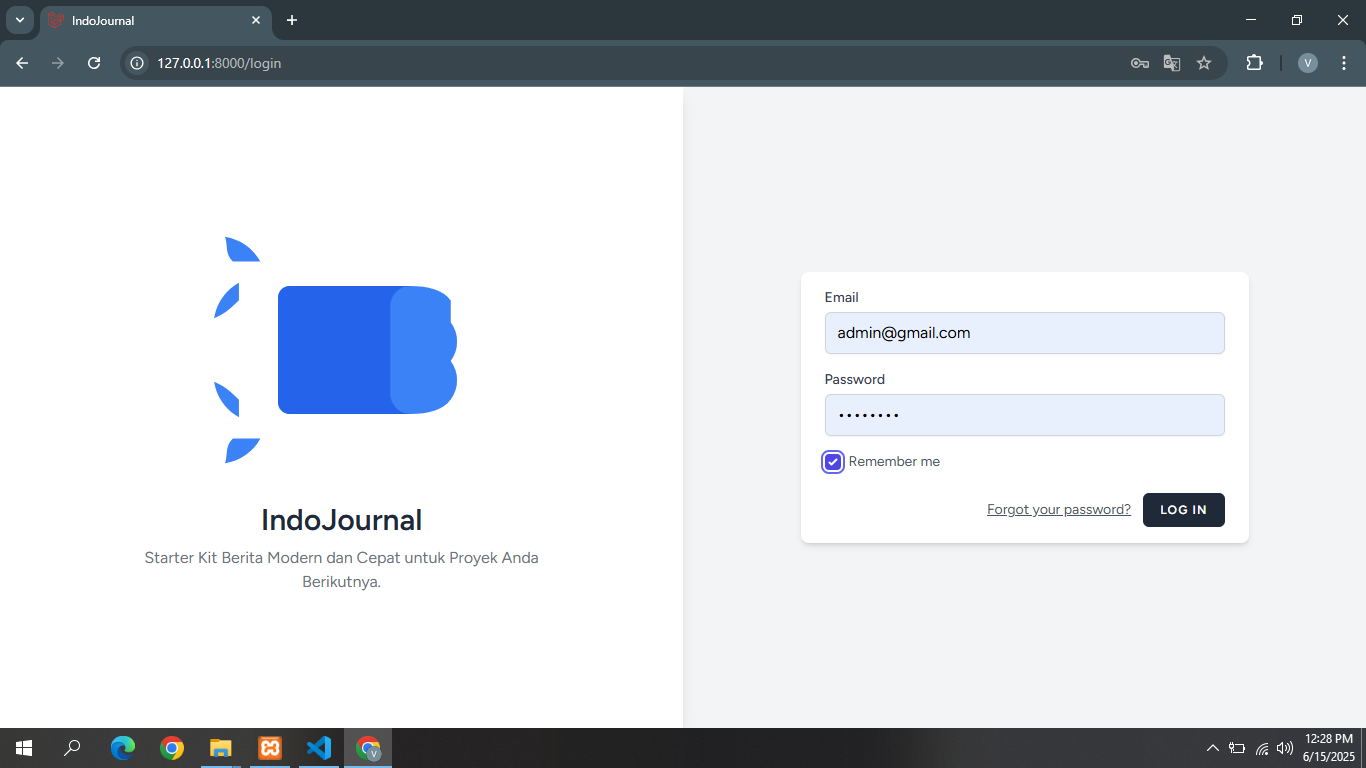 IndoJournal
127.0.0.1:8000/login
V
IndoJournal
Starter Kit Berita Modern dan Cepat untuk Proyek Anda
Berikutnya.
Email
admin@gmail.com
Password
••••••••
Remember me
Forgot your password?
LOG IN
V
12:28 PM
6/15/2025